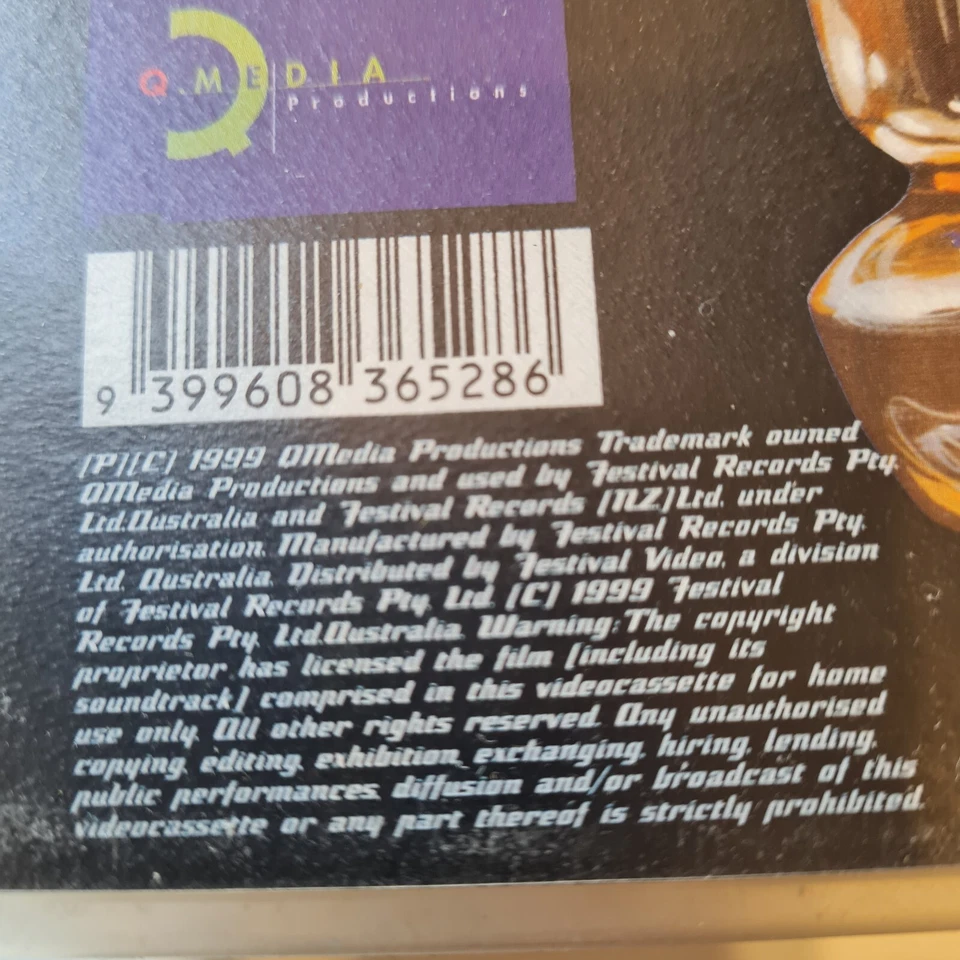 Q.MEDIA
Productions
9 399608 365286
(P)(C) 1999 QMedia Productions Trademark owned
QMedia Productions and used by Festival Records Pty.
Ltd.Australia and Festival Records (NZ)Ltd. under
authorisation. Manufactured by Festival Records Pty.
Ltd. Australia. Distributed by Festival Video, a division
of Festival Records Pty. Ltd. (C) 1999 Festival
Records Pty. Ltd.Australia. Warning: The copyright
proprietor has licensed the film (including its
soundtrack) comprised in this videocassette for home
use only. All other rights reserved. Any unauthorised
copying, editing, exhibition, exchanging, hiring, lending,
public performances, diffusion and/or broadcast of this
videocassette or any part thereof is strictly prohibited.